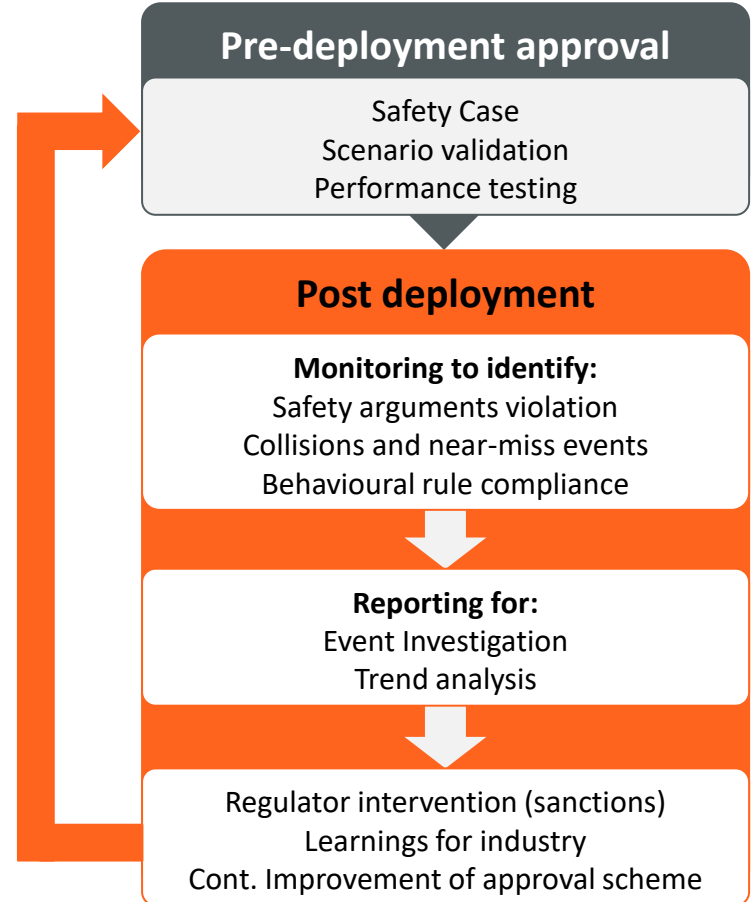 Pre-deployment approval
Safety Case
Scenario validation
Performance testing
Post deployment
Monitoring to identify:
Safety arguments violation
Collisions and near-miss events
Behavioural rule compliance
Reporting for:
Event Investigation
Trend analysis
Regulator intervention (sanctions)
Learnings for industry
Cont. Improvement of approval scheme